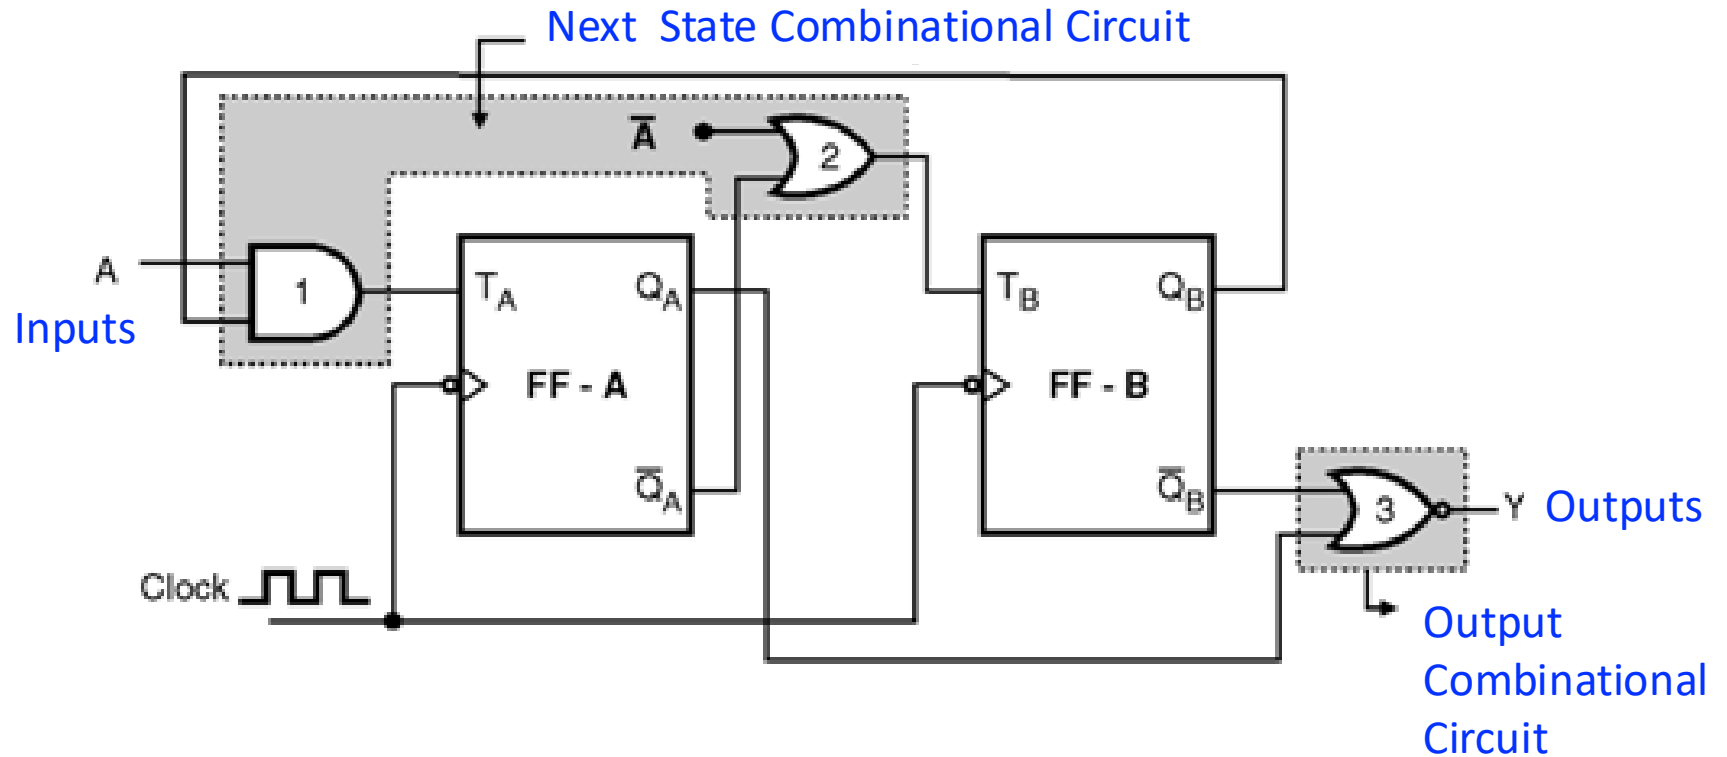 Next State Combinational Circuit
A̅
2
A
1
Inputs
T_A
Q_A
T_B
Q_B
FF - A
FF - B
Q̅_A
Q̅_B
3
Y
Outputs
Clock
Output
Combinational
Circuit